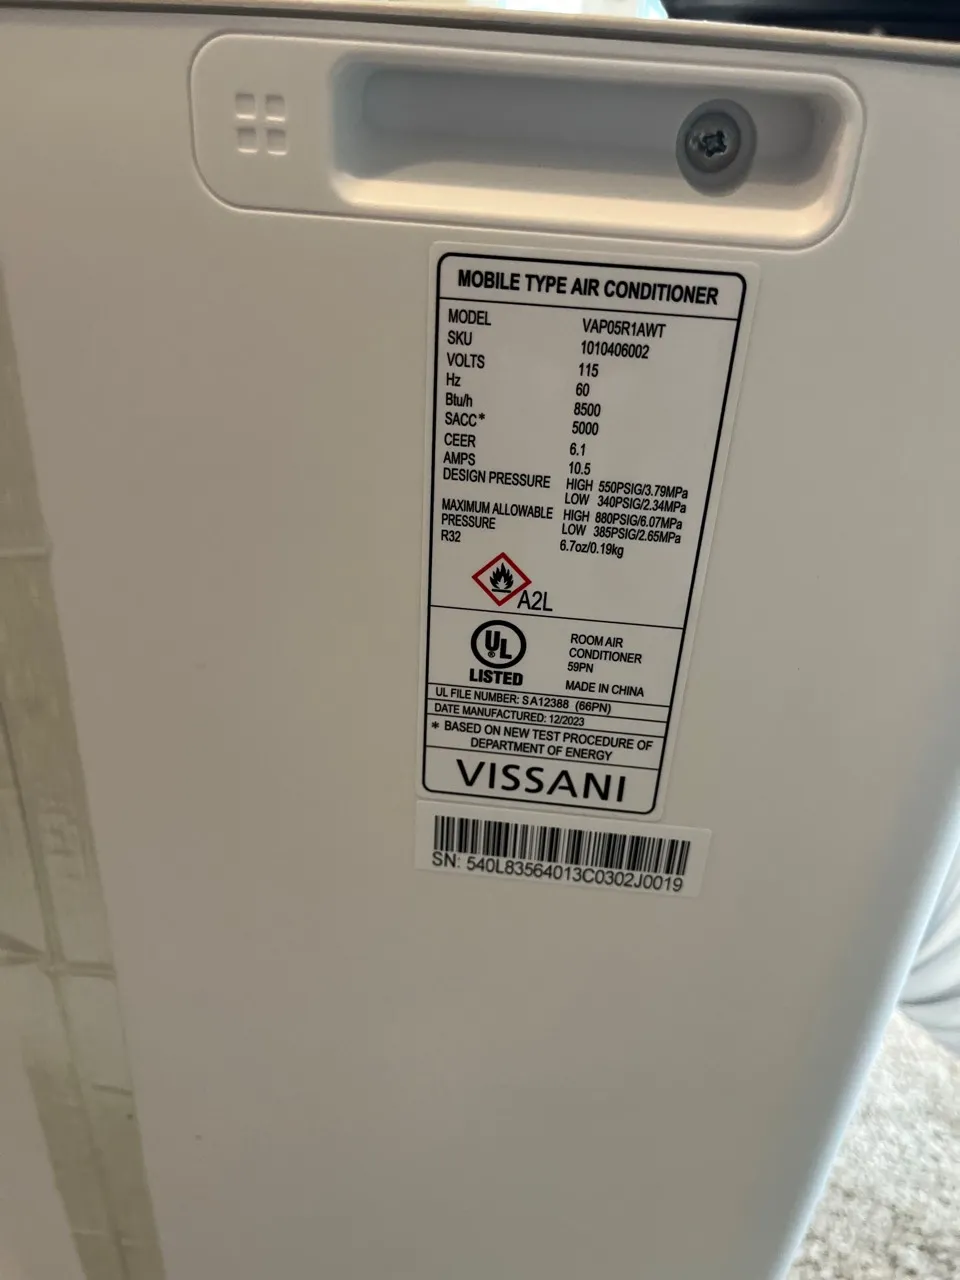 MOBILE TYPE AIR CONDITIONER
MODEL VAP05R1AWT
SKU 1010406002
VOLTS 115
Hz 60
Btu/h 8500
SACC* 5000
CEER 6.1
AMPS 10.5
DESIGN PRESSURE HIGH 550PSIG/3.79MPa
LOW 340PSIG/2.34MPa
MAXIMUM ALLOWABLE PRESSURE HIGH 880PSIG/6.07MPa
LOW 385PSIG/2.65MPa
R32 6.7oz/0.19kg
A2L
UL
®
LISTED
ROOM AIR
CONDITIONER
59PN
MADE IN CHINA
UL FILE NUMBER: SA12388 (66PN)
DATE MANUFACTURED: 12/2023
* BASED ON NEW TEST PROCEDURE OF
DEPARTMENT OF ENERGY
VISSANI
SN: 540L83564013C0302J0019